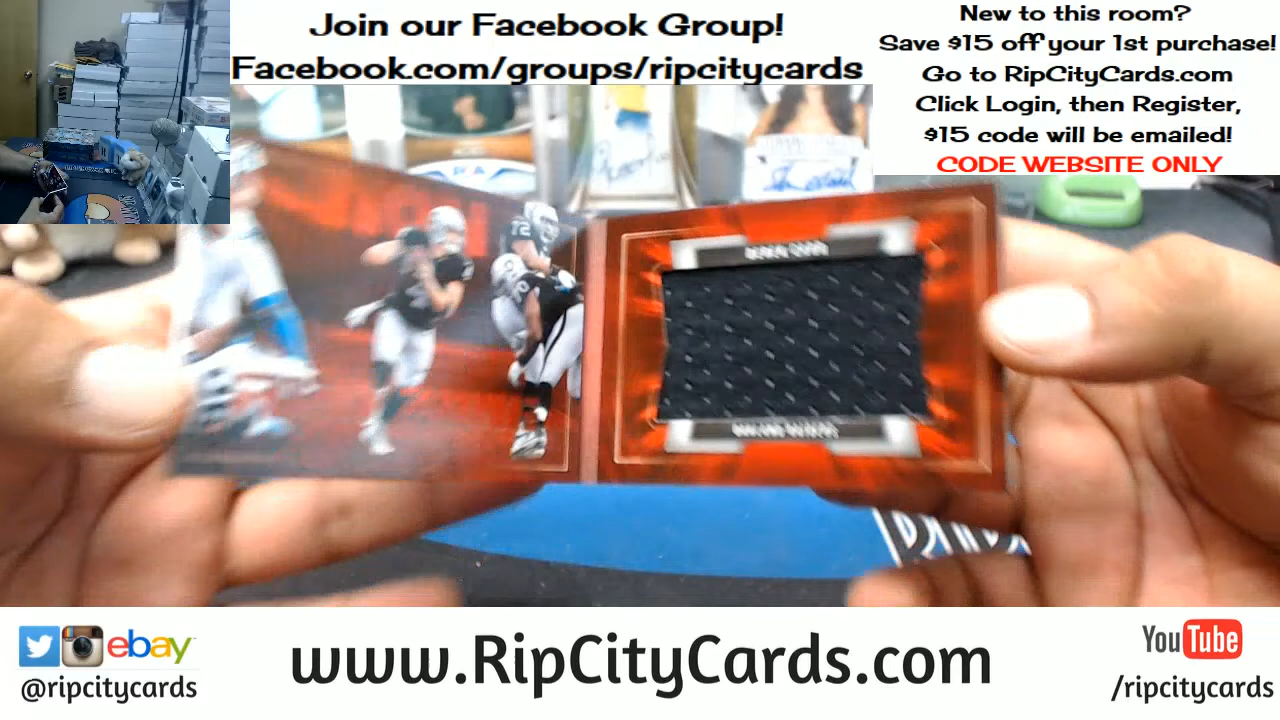 Join our Facebook Group!
Facebook.com/groups/ripcitycards
New to this room?
Save $15 off your 1st purchase!
Go to RipCityCards.com
Click Login, then Register,
$15 code will be emailed!
CODE WEBSITE ONLY
72
ebay
@ripcitycards
www.RipCityCards.com
YouTube
/ripcitycards